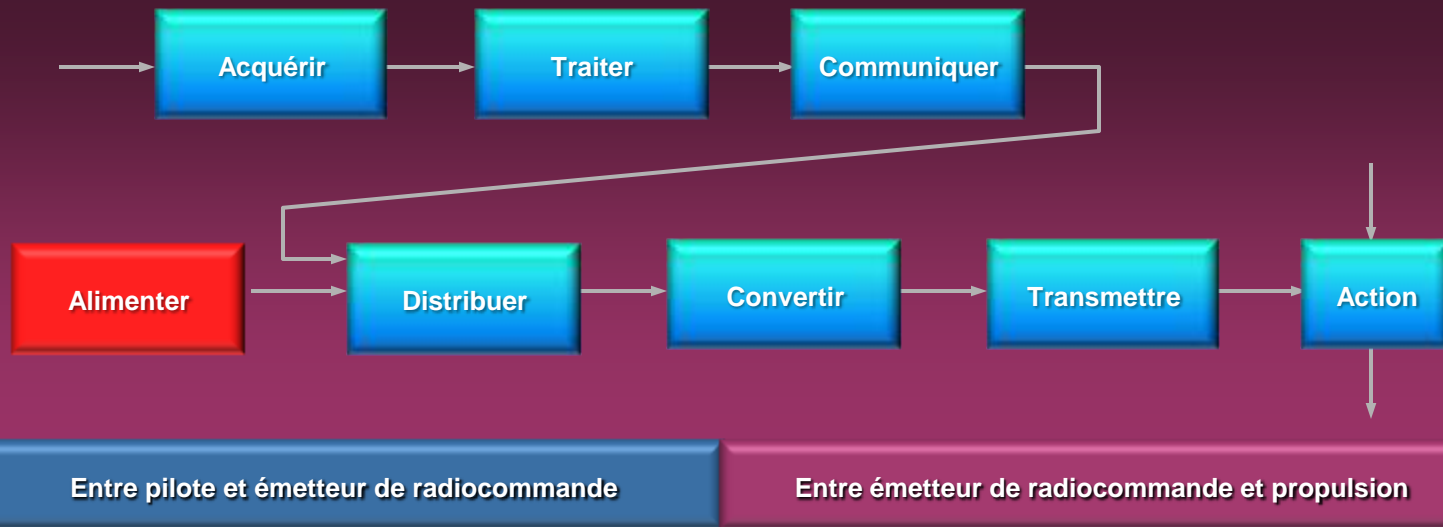 Acquérir
Traiter
Communiquer
Alimenter
Distribuer
Convertir
Transmettre
Action
Entre pilote et émetteur de radiocommande
Entre émetteur de radiocommande et propulsion